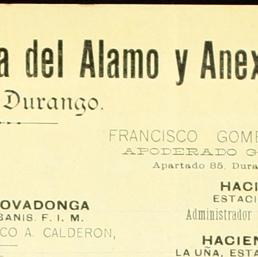 a del Alamo y Anex
Durango.
FRANCISCO GOME
APODERADO G
Apartado 85, Dura
HACI
ESTACI
Administrador
OVADONGA
BANIS. F. I. M.
CO A. CALDERON,
HACIEN
LA UÑA, ESTA